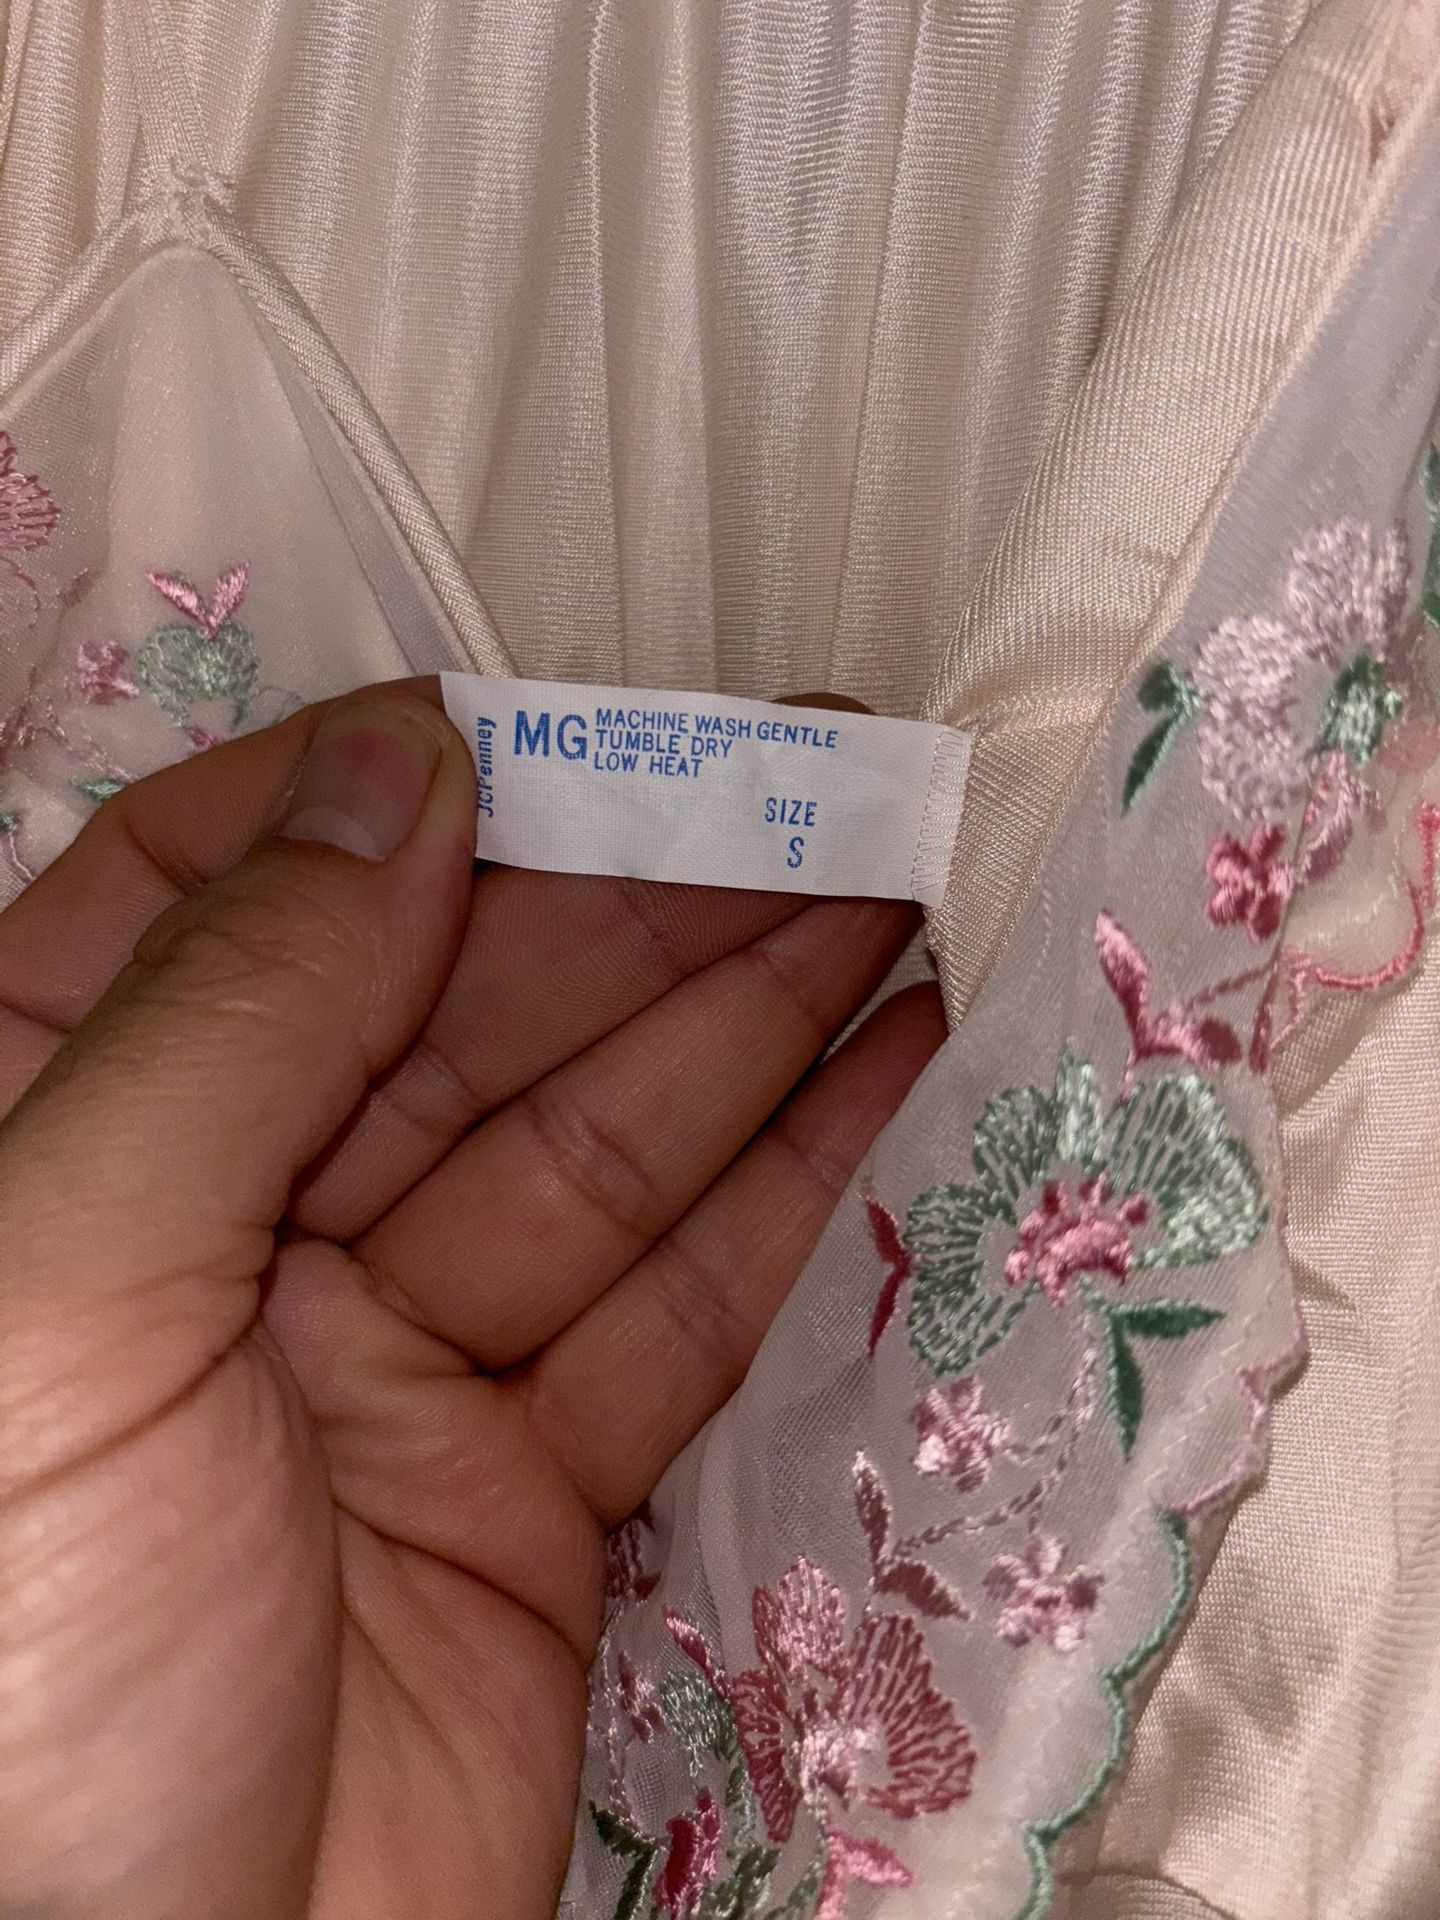 JCPenney
MG
MACHINE WASH GENTLE
TUMBLE DRY
LOW HEAT
SIZE
S